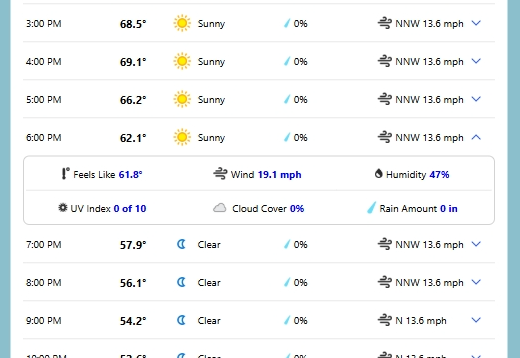 3:00 PM 68.5° Sunny 0% NNW 13.6 mph
4:00 PM 69.1° Sunny 0% NNW 13.6 mph
5:00 PM 66.2° Sunny 0% NNW 13.6 mph
6:00 PM 62.1° Sunny 0% NNW 13.6 mph
Feels Like 61.8° Wind 19.1 mph Humidity 47%
UV Index 0 of 10 Cloud Cover 0% Rain Amount 0 in
7:00 PM 57.9° Clear 0% NNW 13.6 mph
8:00 PM 56.1° Clear 0% NNW 13.6 mph
9:00 PM 54.2° Clear 0% N 13.6 mph
10:00 PM 52.6° Clear 0% N 13.6 mph